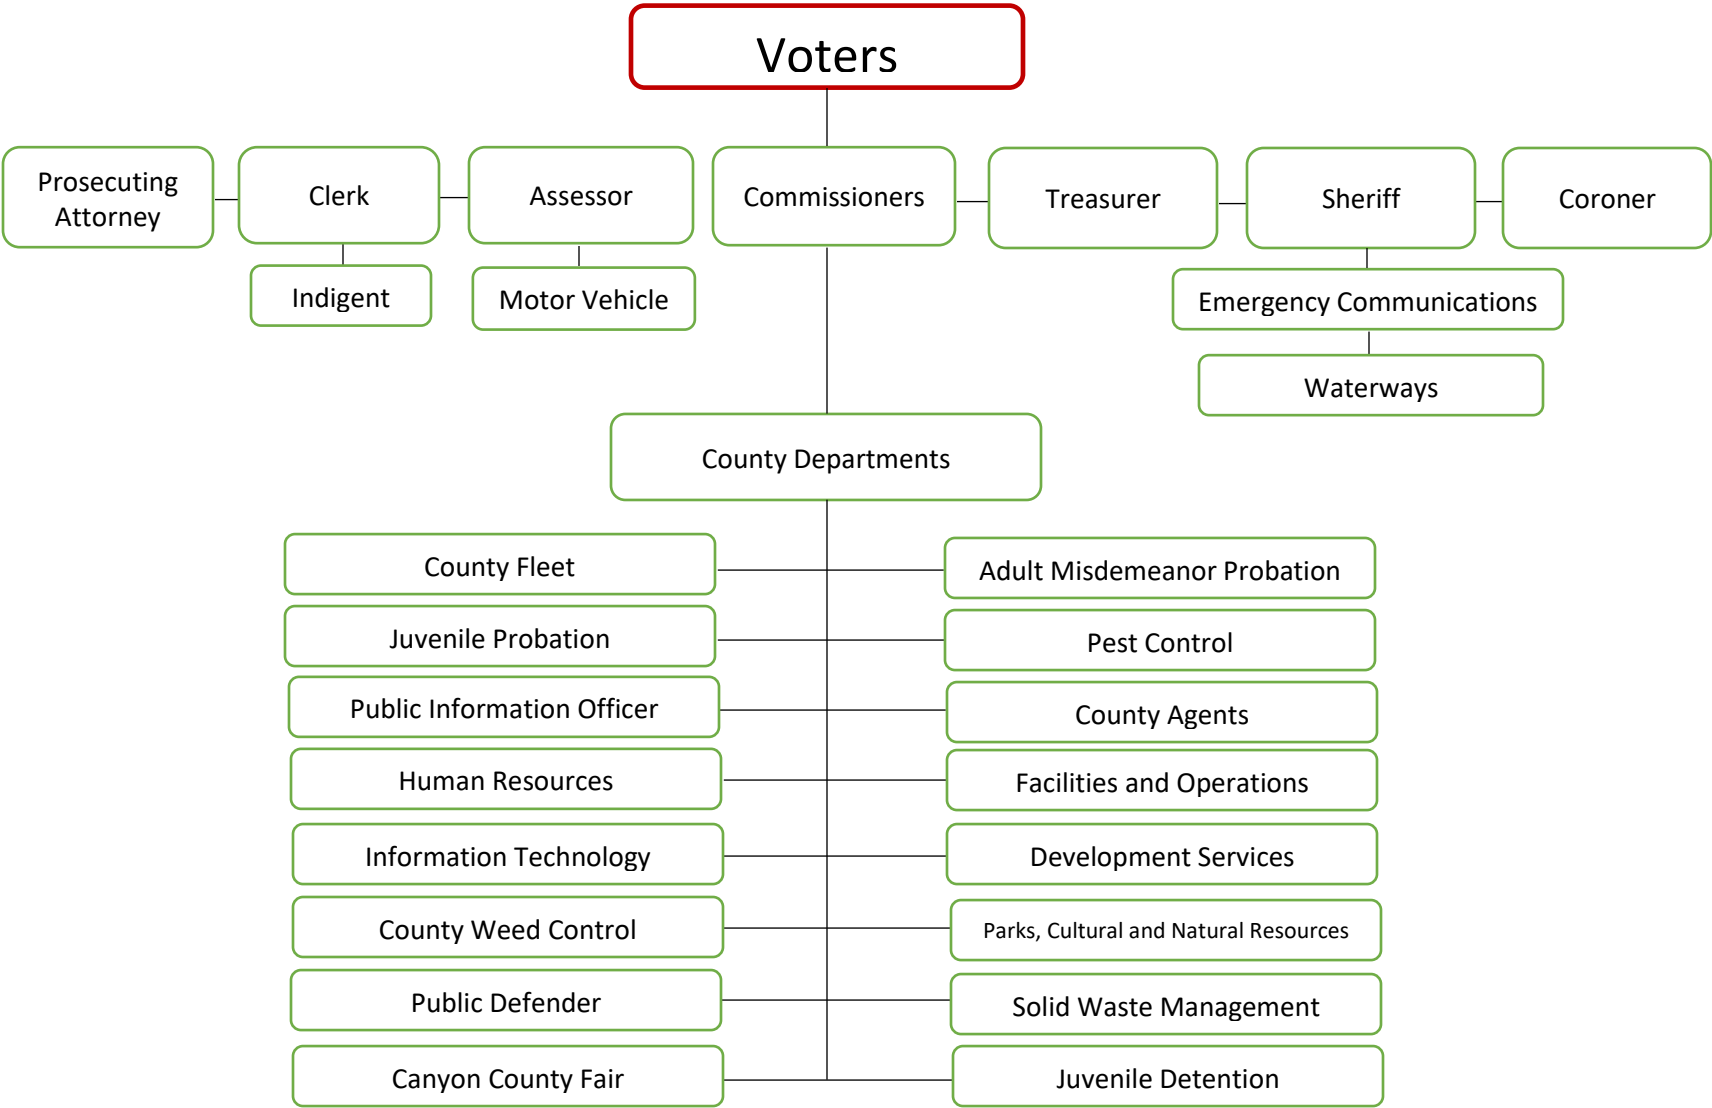 Voters
Prosecuting
Attorney
Clerk
Assessor
Commissioners
Treasurer
Sheriff
Coroner
Indigent
Motor Vehicle
Emergency Communications
Waterways
County Departments
County Fleet
Adult Misdemeanor Probation
Juvenile Probation
Pest Control
Public Information Officer
County Agents
Human Resources
Facilities and Operations
Information Technology
Development Services
County Weed Control
Parks, Cultural and Natural Resources
Public Defender
Solid Waste Management
Canyon County Fair
Juvenile Detention